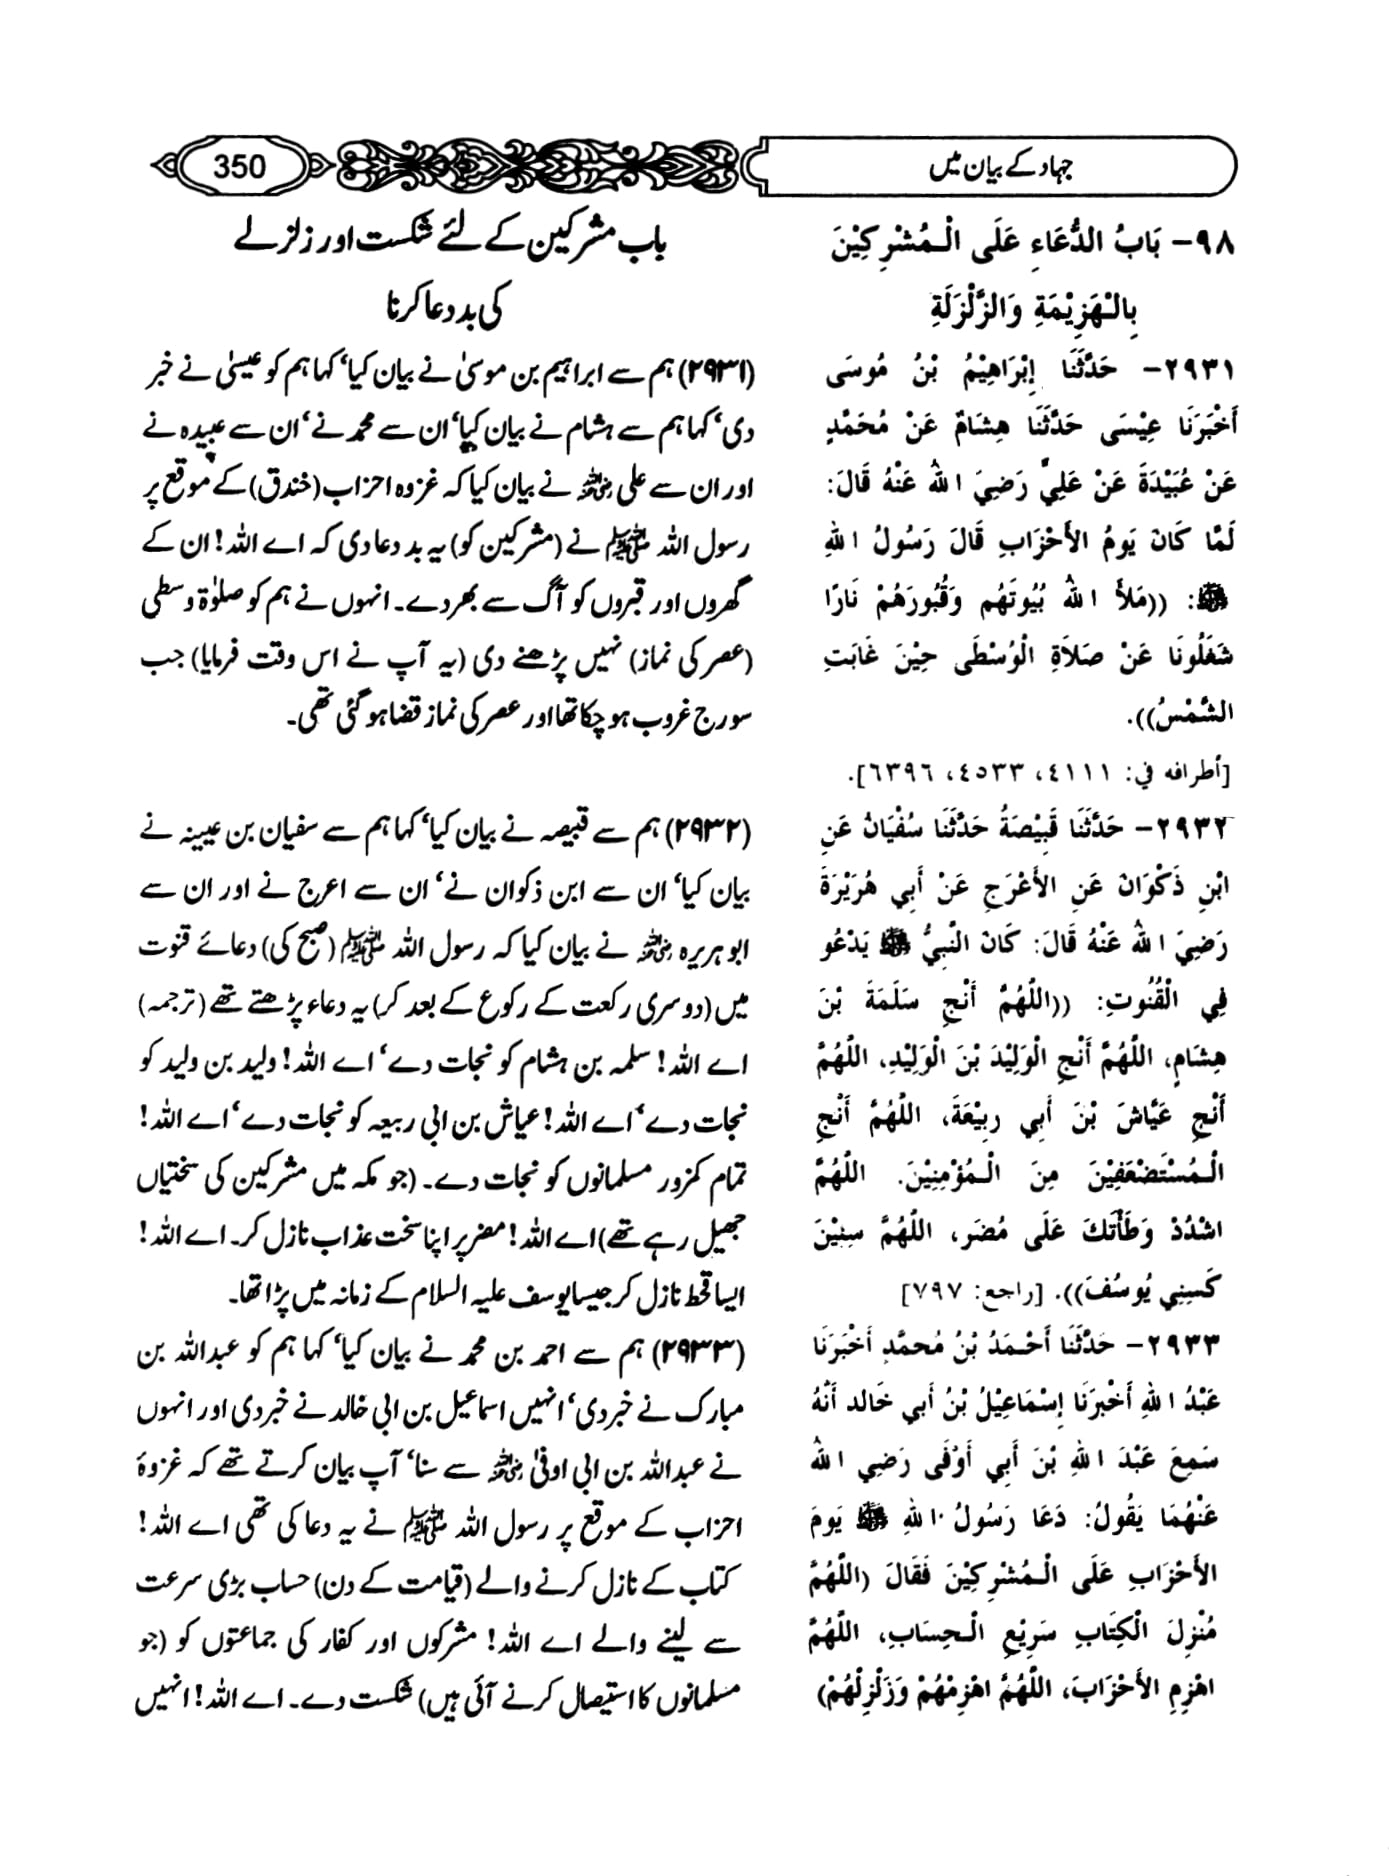 جہاد کے بیان میں
350
۹۸- بَابُ الدُّعَاءِ عَلَى الْـمُشْرِكِيْنَ
بِالْـهَزِيْمَةِ وَالزَّلْزَلَةِ
۲۹۳۱- حَدَّثَنَا إِبْرَاهِيْمُ بْنُ مُوسَى
أَخْبَرَنَا عِيْسَى حَدَّثَنَا هِشَامٌ عَنْ مُحَمَّدٍ
عَنْ عُبَيْدَةَ عَنْ عَلِيٍّ رَضِيَ اللهُ عَنْهُ قَالَ:
لَمَّا كَانَ يَومُ الأَحْزَابِ قَالَ رَسُولُ اللهِ
ﷺ: ((مَلأَ اللهُ بُيُوتَهُم وَقُبُورَهُمْ نَارًا
شَغَلُونَا عَنْ صَلاَةِ الْوُسْطَى حِيْنَ غَابَتِ
الشَّمْسُ)).
[أطرافه في: ٤١١١، ٤٥٣٣، ٦٣٩٦].
۲۹۳۲- حَدَّثَنَا قَبِيْصَةُ حَدَّثَنَا سُفْيَانُ عَنِ
ابْنِ ذَكْوَانَ عَنِ الأَعْرَجِ عَنْ أَبِي هُرَيْرَةَ
رَضِيَ اللهُ عَنْهُ قَالَ: كَانَ النَّبِيُّ ﷺ يَدْعُو
فِي الْقُنُوتِ: ((اللَّهُمَّ أَنْجِ سَلَمَةَ بْنَ
هِشَامٍ، اللَّهُمَّ أَنْجِ الْوَلِيْدَ بْنَ الْوَلِيْدِ، اللَّهُمَّ
أَنْجِ عَيَّاشَ بْنَ أَبِي رَبِيْعَةَ، اللَّهُمَّ أَنْجِ
الْـمُسْتَضْعَفِيْنَ مِنَ الْـمُؤْمِنِيْنَ. اللَّهُمَّ
اشْدُدْ وَطْأَتَكَ عَلَى مُضَر، اللَّهُمَّ سِنِيْنَ
كَسِنِي يُوسُفَ)). [راجع: ۷۹۷]
۲۹۳۳- حَدَّثَنَا أَحْـمَدُ بْنُ مُحمَّدٍ أَخْبَرَنَا
عَبْدُ اللهِ أَخْبَرَنَا إِسْمَاعِيْلُ بْنُ أَبِي خَالد أَنَّهُ
سَمِعَ عَبْدَ اللهِ بْنَ أَبِي أَوْفَى رَضِيَ اللهُ
عَنْهُمَا يَقُولُ: دَعَا رَسُولُ اللهِ ﷺ يَومَ
الأَحْزَابِ عَلَى الْـمُشْرِكِيْنَ فَقَالَ (اللَّهُمَّ
مُنْزِلَ الْكِتَابِ سَرِيْعِ الْـحِسَابِ، اللَّهُمَّ
اهْزِمِ الأَحْزَابَ، اللَّهُمَّ اهْزِمْهُمْ وَزَلْزِلْهُمْ)
باب مشرکین کے لئے شکست اور زلزلے
کی بد دعا کرنا
(۲۹۳۱) ہم سے ابراہیم بن موسیٰ نے بیان کیا‘ کہا ہم کو عیسیٰ نے خبر
دی‘ کہا ہم سے ہشام نے بیان کیا‘ ان سے محمد نے‘ ان سے عبیدہ نے
اور ان سے علی رضی اللہ عنہ نے بیان کیا کہ غزوہ احزاب (خندق) کے موقع پر
رسول اللہ ﷺ نے (مشرکین کو) یہ بد دعا دی کہ اے اللہ! ان کے
گھروں اور قبروں کو آگ سے بھر دے۔ انہوں نے ہم کو صلوٰۃ وسطی
(عصر کی نماز) نہیں پڑھنے دی (یہ آپ نے اس وقت فرمایا) جب
سورج غروب ہو چکا تھا اور عصر کی نماز قضا ہو گئی تھی۔
(۲۹۳۲) ہم سے قبیصہ نے بیان کیا‘ کہا ہم سے سفیان بن عیینہ نے
بیان کیا‘ ان سے ابن ذکوان نے‘ ان سے اعرج نے اور ان سے
ابو ہریرہ رضی اللہ عنہ نے بیان کیا کہ رسول اللہ ﷺ (صبح کی) دعائے قنوت
میں (دوسری رکعت کے رکوع کے بعد کر) یہ دعاء پڑھتے تھے (ترجمہ)
اے اللہ! سلمہ بن ہشام کو نجات دے‘ اے اللہ! ولید بن ولید کو
نجات دے‘ اے اللہ! عیاش بن ابی ربیعہ کو نجات دے‘ اے اللہ!
تمام کمزور مسلمانوں کو نجات دے۔ (جو مکہ میں مشرکین کی سختیاں
جھیل رہے تھے) اے اللہ! مضر پر اپنا سخت عذاب نازل کر۔ اے اللہ!
ایسا قحط نازل کر جیسا یوسف علیہ السلام کے زمانہ میں پڑا تھا۔
(۲۹۳۳) ہم سے احمد بن محمد نے بیان کیا‘ کہا ہم کو عبداللہ بن
مبارک نے خبر دی‘ انہیں اسماعیل بن ابی خالد نے خبر دی اور انہوں
نے عبداللہ بن ابی اوفیٰ رضی اللہ عنہ سے سنا‘ آپ بیان کرتے تھے کہ غزوۂ
احزاب کے موقع پر رسول اللہ ﷺ نے یہ دعا کی تھی اے اللہ!
کتاب کے نازل کرنے والے (قیامت کے دن) حساب بڑی سرعت
سے لینے والے اے اللہ! مشرکوں اور کفار کی جماعتوں کو (جو
مسلمانوں کا استیصال کرنے آئی ہیں) شکست دے۔ اے اللہ! انہیں